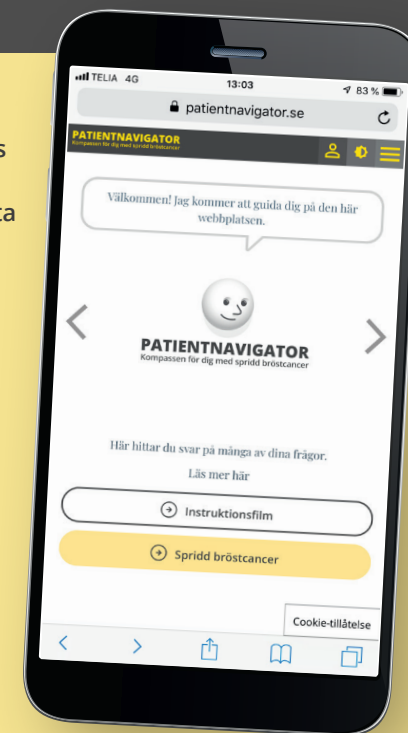 TELIA 4G 13:03 83 %
patientnavigator.se
PATIENTNAVIGATOR
Kompassen för dig med spridd bröstcancer
Välkommen! Jag kommer att guida dig på den här
webbplatsen.
PATIENTNAVIGATOR
Kompassen för dig med spridd bröstcancer
Här hittar du svar på många av dina frågor.
Läs mer här
Instruktionsfilm
Spridd bröstcancer
Cookie-tillåtelse